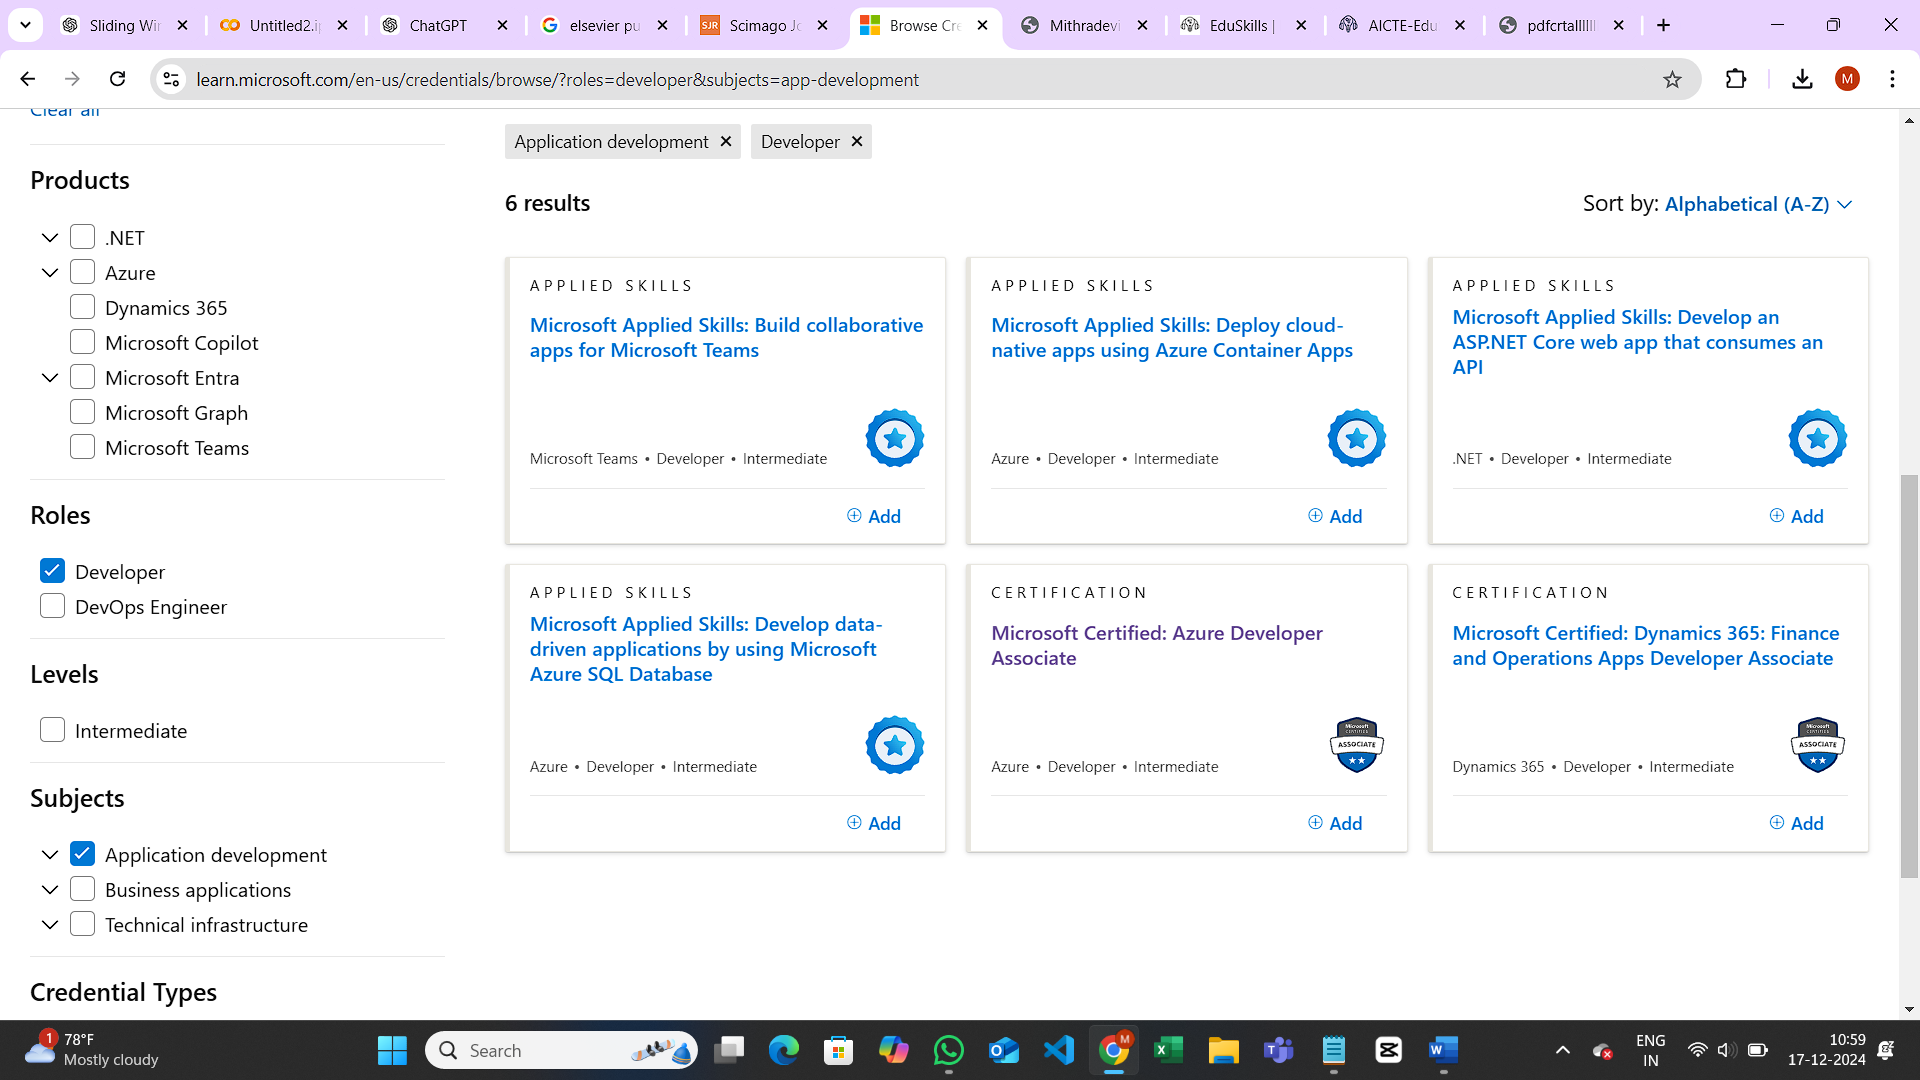 Sliding Wir
Untitled2.i
ChatGPT
elsevier pu
Scimago Jo
Browse Cre
Mithradevi
EduSkills |
AICTE-Edu
pdfcrtalllll
learn.microsoft.com/en-us/credentials/browse/?roles=developer&subjects=app-development
M
Clear all
Application development
Developer
Products
6 results
Sort by: Alphabetical (A-Z)
.NET
Azure
Dynamics 365
Microsoft Copilot
Microsoft Entra
Microsoft Graph
Microsoft Teams
Roles
Developer
DevOps Engineer
Levels
Intermediate
Subjects
Application development
Business applications
Technical infrastructure
Credential Types
APPLIED SKILLS
Microsoft Applied Skills: Build collaborative
apps for Microsoft Teams
Microsoft Teams • Developer • Intermediate
Add
APPLIED SKILLS
Microsoft Applied Skills: Deploy cloud-
native apps using Azure Container Apps
Azure • Developer • Intermediate
Add
APPLIED SKILLS
Microsoft Applied Skills: Develop an
ASP.NET Core web app that consumes an
API
.NET • Developer • Intermediate
Add
APPLIED SKILLS
Microsoft Applied Skills: Develop data-
driven applications by using Microsoft
Azure SQL Database
Azure • Developer • Intermediate
Add
CERTIFICATION
Microsoft Certified: Azure Developer
Associate
Microsoft
CERTIFIED
ASSOCIATE
Azure • Developer • Intermediate
Add
CERTIFICATION
Microsoft Certified: Dynamics 365: Finance
and Operations Apps Developer Associate
Microsoft
CERTIFIED
ASSOCIATE
Dynamics 365 • Developer • Intermediate
Add
1
78°F
Mostly cloudy
Search
M
ENG
IN
10:59
17-12-2024